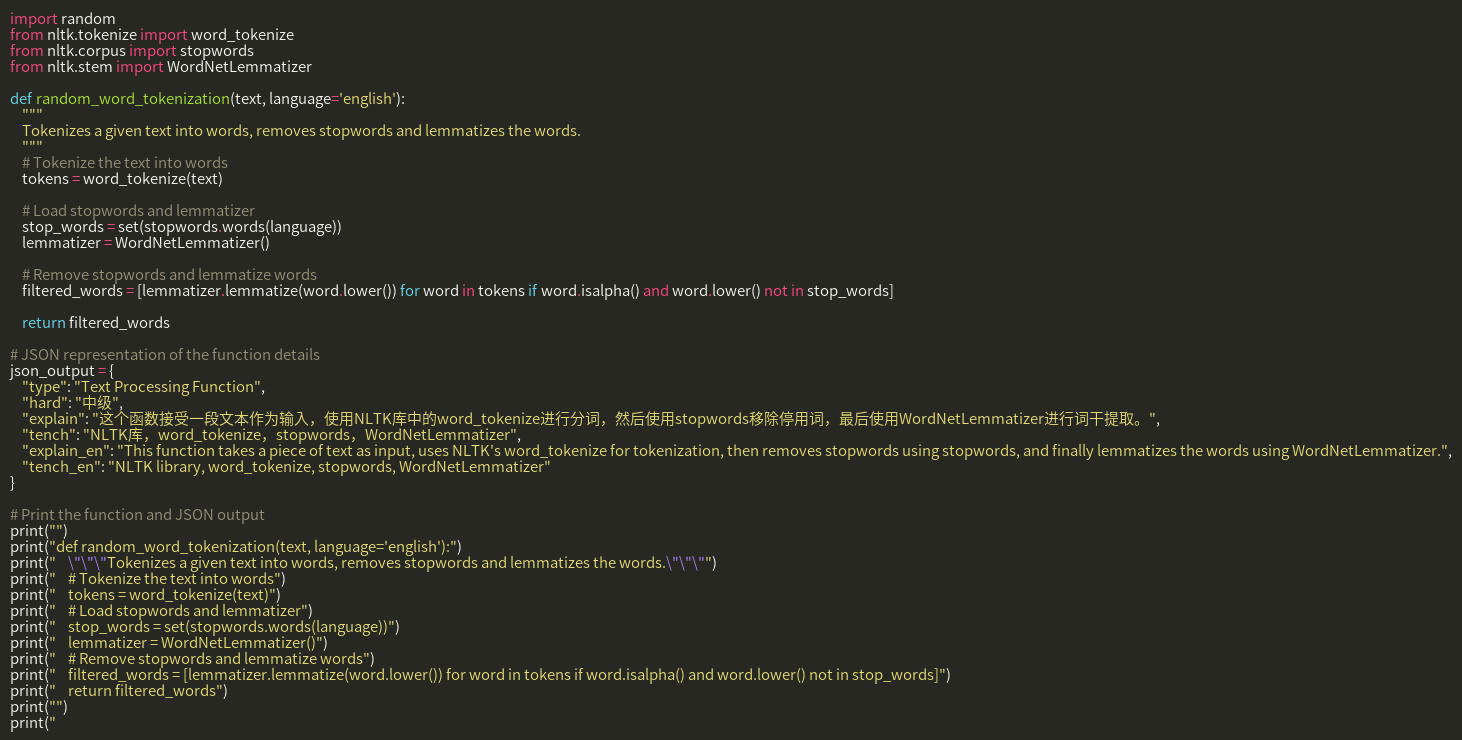 import random
from nltk.tokenize import word_tokenize
from nltk.corpus import stopwords
from nltk.stem import WordNetLemmatizer

def random_word_tokenization(text, language='english'):
    """
    Tokenizes a given text into words, removes stopwords and lemmatizes the words.
    """
    # Tokenize the text into words
    tokens = word_tokenize(text)

    # Load stopwords and lemmatizer
    stop_words = set(stopwords.words(language))
    lemmatizer = WordNetLemmatizer()

    # Remove stopwords and lemmatize words
    filtered_words = [lemmatizer.lemmatize(word.lower()) for word in tokens if word.isalpha() and word.lower() not in stop_words]

    return filtered_words

# JSON representation of the function details
json_output = {
    "type": "Text Processing Function",
    "hard": "中级",
    "explain": "这个函数接受一段文本作为输入，使用NLTK库中的word_tokenize进行分词，然后使用stopwords移除停用词，最后使用WordNetLemmatizer进行词干提取。",
    "tench": "NLTK库，word_tokenize，stopwords，WordNetLemmatizer",
    "explain_en": "This function takes a piece of text as input, uses NLTK's word_tokenize for tokenization, then removes stopwords using stopwords, and finally lemmatizes the words using WordNetLemmatizer.",
    "tench_en": "NLTK library, word_tokenize, stopwords, WordNetLemmatizer"
}

# Print the function and JSON output
print("")
print("def random_word_tokenization(text, language='english'):")
print("    \"\"\"Tokenizes a given text into words, removes stopwords and lemmatizes the words.\"\"\"")
print("    # Tokenize the text into words")
print("    tokens = word_tokenize(text)")
print("    # Load stopwords and lemmatizer")
print("    stop_words = set(stopwords.words(language))")
print("    lemmatizer = WordNetLemmatizer()")
print("    # Remove stopwords and lemmatize words")
print("    filtered_words = [lemmatizer.lemmatize(word.lower()) for word in tokens if word.isalpha() and word.lower() not in stop_words]")
print("    return filtered_words")
print("")
print("